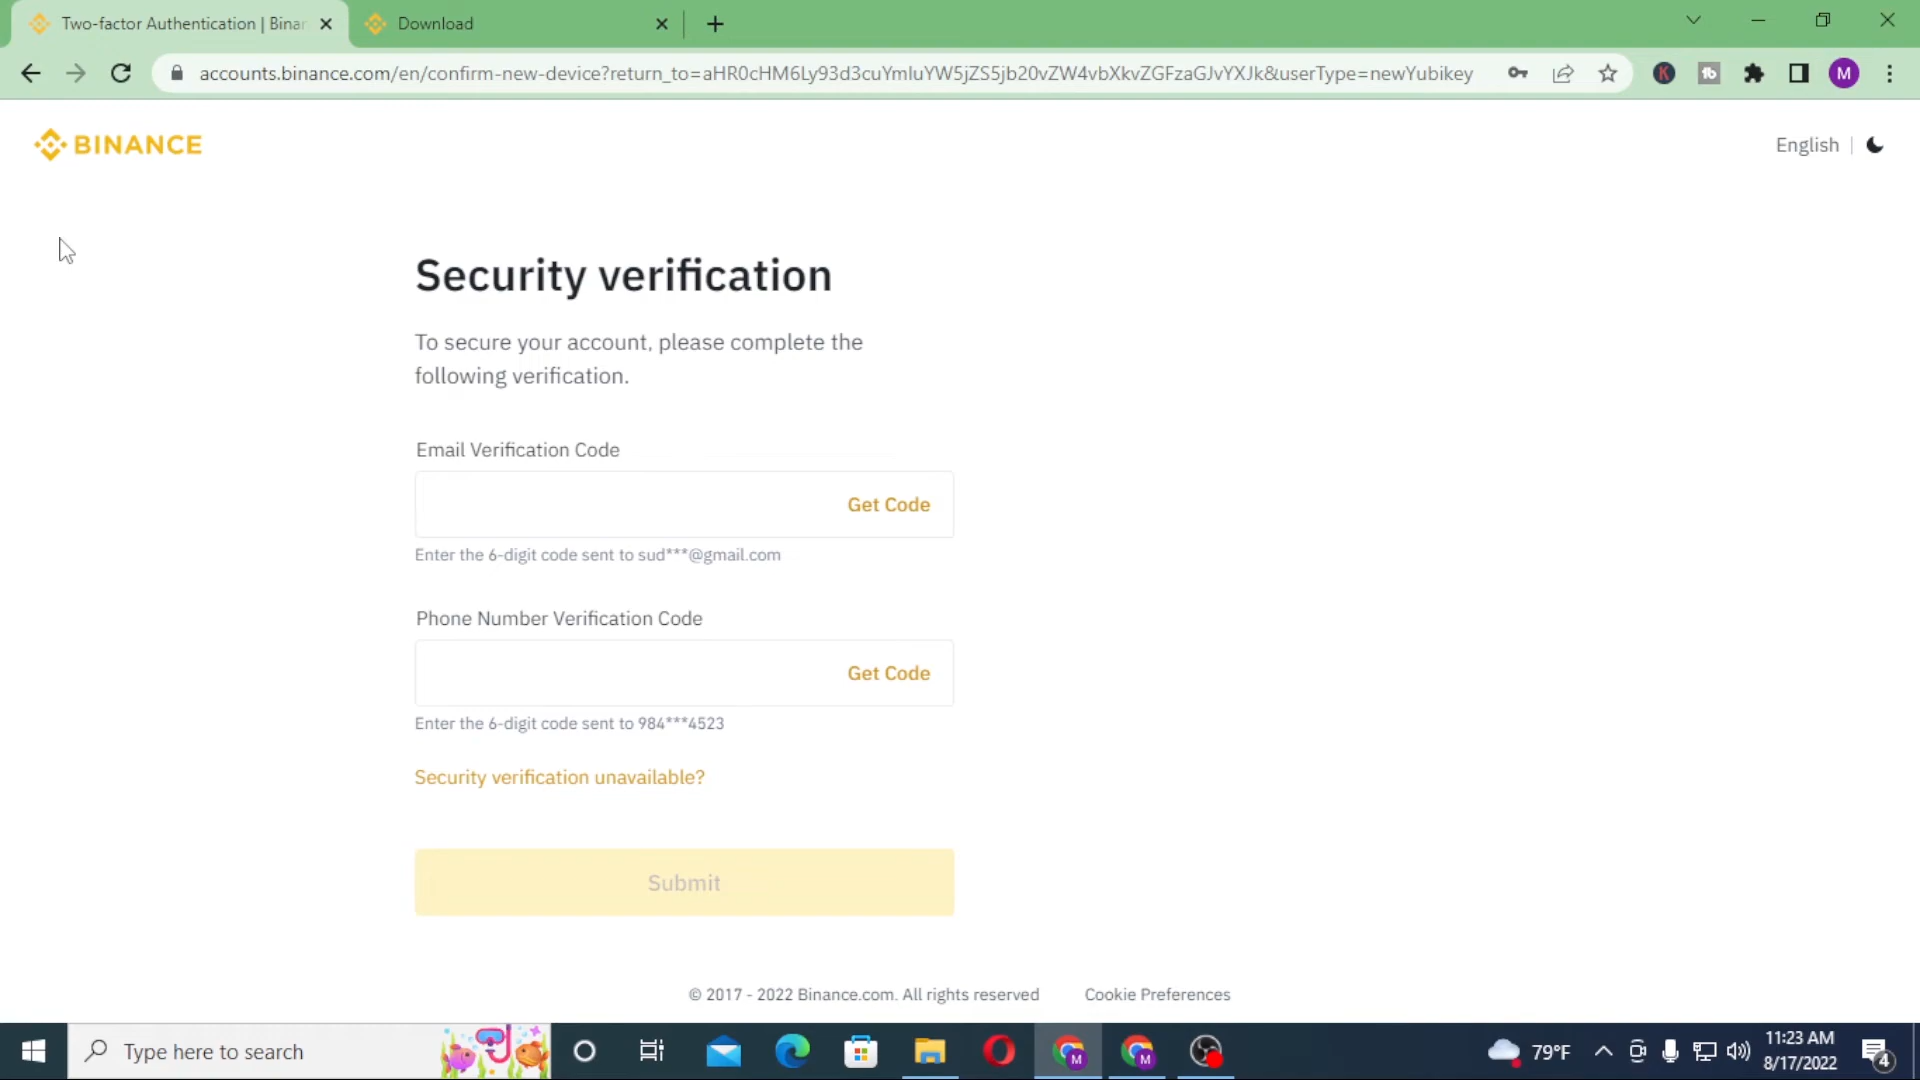 Two-factor Authentication | Binan
Download
accounts.binance.com/en/confirm-new-device?return_to=aHR0cHM6Ly93d3cuYmluYW5jZS5jb20vZW4vbXkvZGFzaGJvYXJk&userType=newYubikey
K
tb
M
BINANCE
English
Security verification
To secure your account, please complete the
following verification.
Email Verification Code
Get Code
Enter the 6-digit code sent to sud***@gmail.com
Phone Number Verification Code
Get Code
Enter the 6-digit code sent to 984***4523
Security verification unavailable?
Submit
© 2017 - 2022 Binance.com. All rights reserved
Cookie Preferences
Type here to search
M
M
79°F
11:23 AM
8/17/2022
4